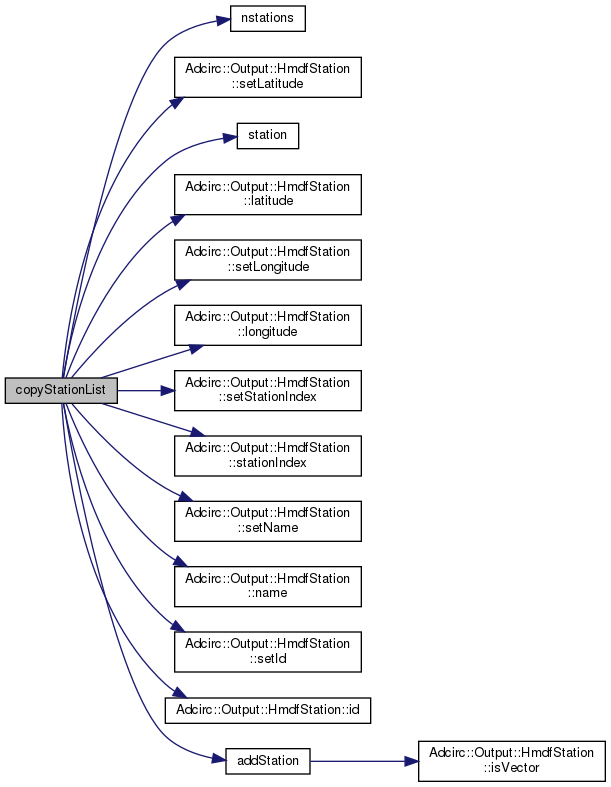 nstations
Adcirc::Output::HmdfStation
::setLatitude
station
Adcirc::Output::HmdfStation
::latitude
Adcirc::Output::HmdfStation
::setLongitude
Adcirc::Output::HmdfStation
::longitude
copyStationList
Adcirc::Output::HmdfStation
::setStationIndex
Adcirc::Output::HmdfStation
::stationIndex
Adcirc::Output::HmdfStation
::setName
Adcirc::Output::HmdfStation
::name
Adcirc::Output::HmdfStation
::setId
Adcirc::Output::HmdfStation::id
addStation
Adcirc::Output::HmdfStation
::isVector